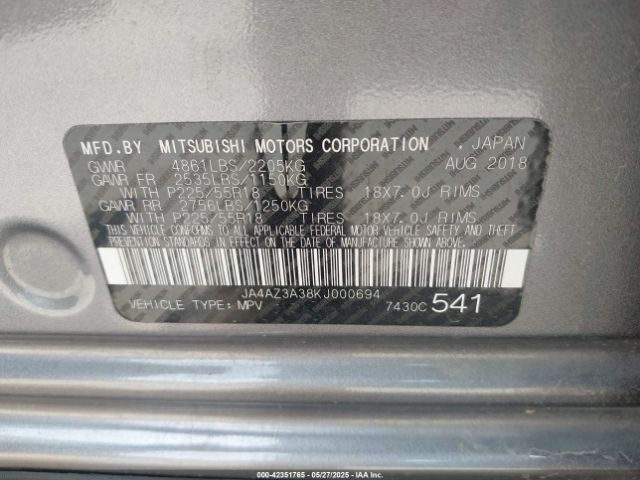 MFD.BY MITSUBISHI MOTORS CORPORATION . JAPAN
GVWR 4861LBS/2205KG AUG 2018
GAWR FR 2535LBS/1150KG
WITH P225/55R18 TIRES 18X7.0J RIMS
GAWR RR 2756LBS/1250KG
WITH P225/55R18 TIRES 18X7.0J RIMS
THIS VEHICLE CONFORMS TO ALL APPLICABLE FEDERAL MOTOR VEHICLE SAFETY AND THEFT
PREVENTION STANDARDS IN EFFECT ON THE DATE OF MANUFACTURE SHOWN ABOVE.
JA4AZ3A38KJ000694
VEHICLE TYPE: MPV 7430C 541
000-42351765 - 05/27/2025 - IAA Inc.